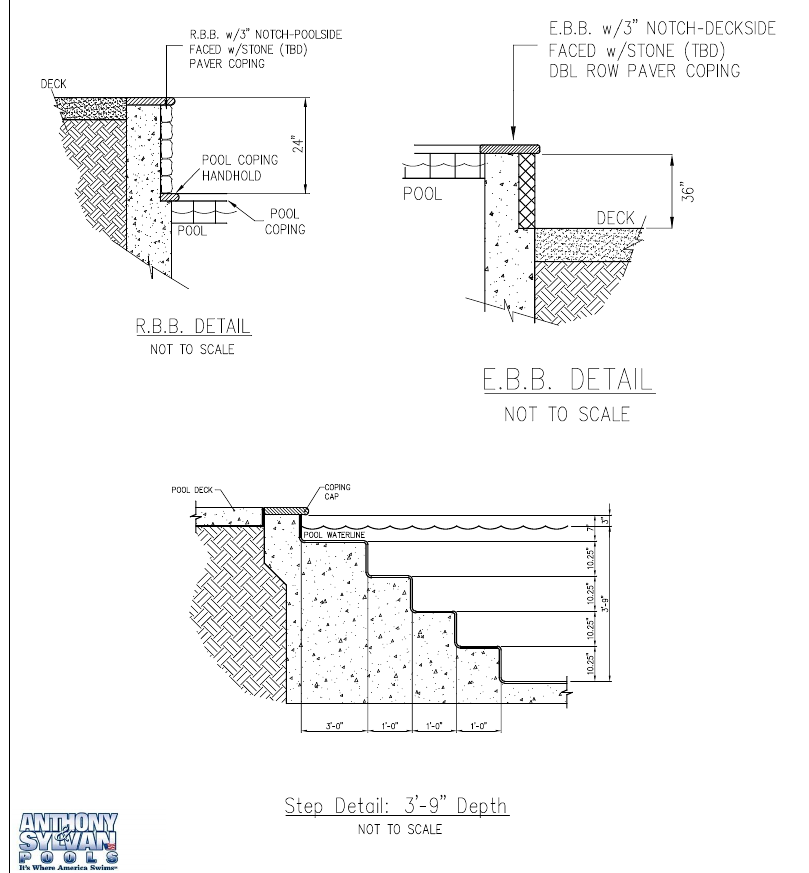 R.B.B. w/3" NOTCH-POOLSIDE
FACED w/STONE (TBD)
PAVER COPING
DECK
24"
POOL COPING
HANDHOLD
POOL
COPING
POOL
R.B.B. DETAIL
NOT TO SCALE
E.B.B. w/3" NOTCH-DECKSIDE
FACED w/STONE (TBD)
DBL ROW PAVER COPING
POOL
36"
DECK
E.B.B. DETAIL
NOT TO SCALE
POOL DECK
COPING
CAP
POOL WATERLINE
3"
7"
10.25"
10.25"
10.25"
10.25"
3'-9"
3'-0"
1'-0"
1'-0"
1'-0"
Step Detail: 3'-9" Depth
NOT TO SCALE
ANTHONY
&
SYLVAN
POOLS
It's Where America Swims